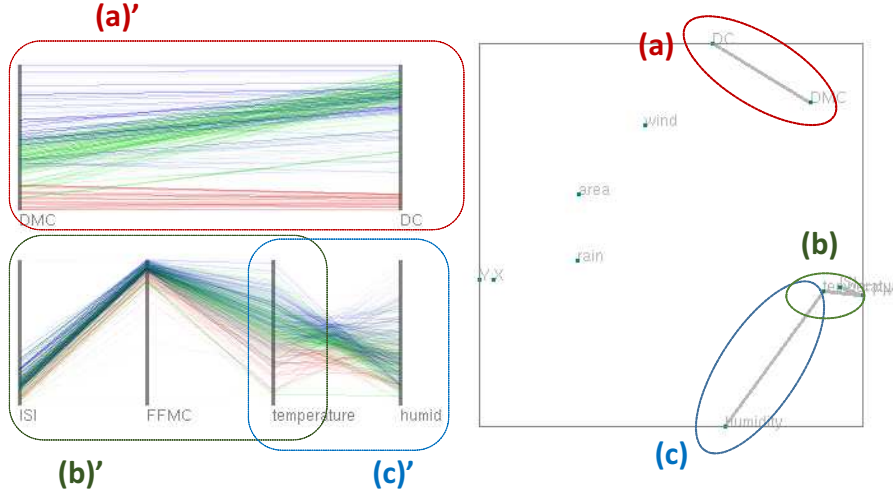 (a)'
(a)
DC
DMC
wind
area
rain
Y X
DMC
DC
(b)
ISI
FFMC
temperature
humid
Humidity
(b)'
(c)'
(c)